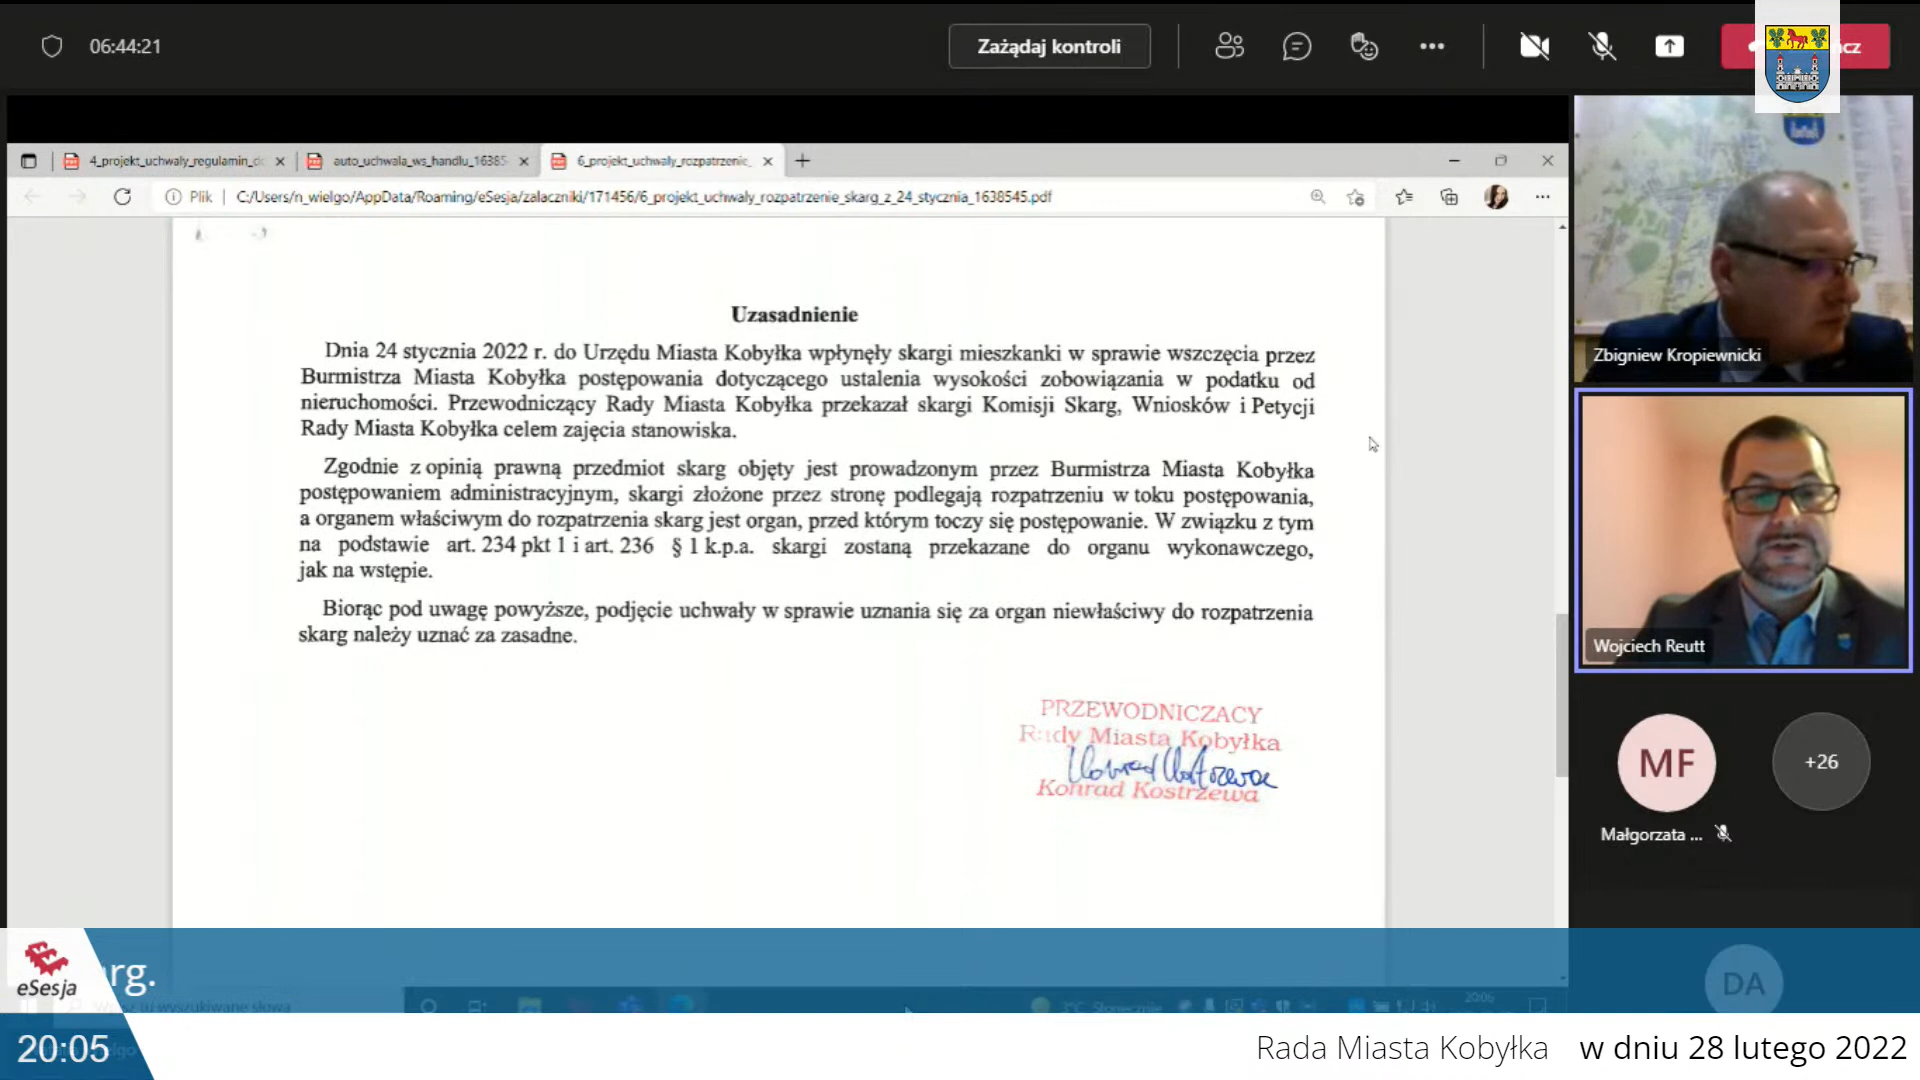 06:44:21
Zażądaj kontroli
4_projekt_uchwaly_regulamin_d
auto_uchwala_ws_handlu_16385
6_projekt_uchwaly_rozpatrzenie_
Plik
C:/Users/n_wielgo/AppData/Roaming/eSesja/zalaczniki/171456/6_projekt_uchwaly_rozpatrzenie_skarg_z_24_stycznia_1638545.pdf
Uzasadnienie
Dnia 24 stycznia 2022 r. do Urzędu Miasta Kobyłka wpłynęły skargi mieszkanki w sprawie wszczęcia przez
Burmistrza Miasta Kobyłka postępowania dotyczącego ustalenia wysokości zobowiązania w podatku od
nieruchomości. Przewodniczący Rady Miasta Kobyłka przekazał skargi Komisji Skarg, Wniosków i Petycji
Rady Miasta Kobyłka celem zajęcia stanowiska.
Zgodnie z opinią prawną przedmiot skarg objęty jest prowadzonym przez Burmistrza Miasta Kobyłka
postępowaniem administracyjnym, skargi złożone przez stronę podlegają rozpatrzeniu w toku postępowania,
a organem właściwym do rozpatrzenia skarg jest organ, przed którym toczy się postępowanie. W związku z tym
na podstawie art. 234 pkt 1 i art. 236 § 1 k.p.a. skargi zostaną przekazane do organu wykonawczego,
jak na wstępie.
Biorąc pod uwagę powyższe, podjęcie uchwały w sprawie uznania się za organ niewłaściwy do rozpatrzenia
skarg należy uznać za zasadne.
PRZEWODNICZĄCY
Rady Miasta Kobyłka
Konrad Kostrzewa
Zbigniew Kropiewnicki
Wojciech Reutt
MF
+26
Małgorzata ...
DA
arg.
eSesja
3°C Słonecznie
20:06
20:05
Rada Miasta Kobyłka w dniu 28 lutego 2022